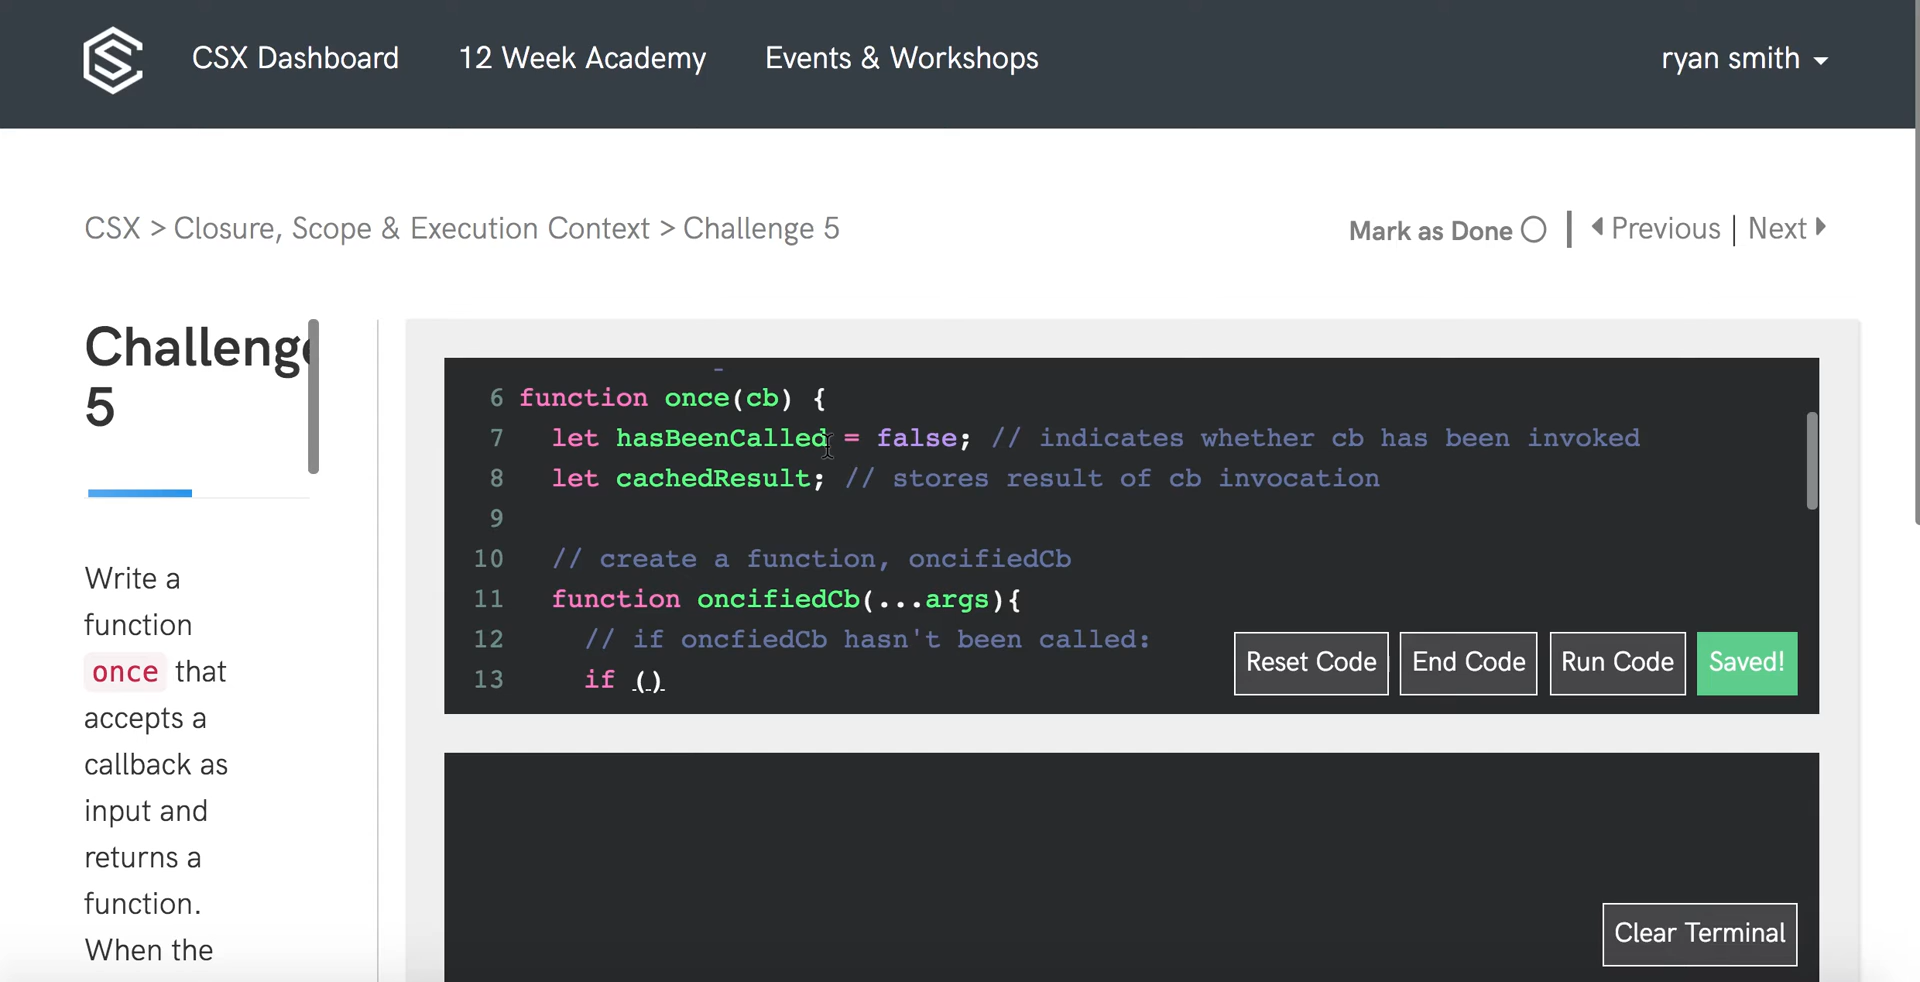 CSX Dashboard
12 Week Academy
Events & Workshops
ryan smith
CSX > Closure, Scope & Execution Context > Challenge 5
Mark as Done
Previous | Next
Challenge
5
Write a
function
once that
accepts a
callback as
input and
returns a
function.
When the
6 function once(cb) {
7 let hasBeenCalled = false; // indicates whether cb has been invoked
8 let cachedResult; // stores result of cb invocation
9
10 // create a function, oncifiedCb
11 function oncifiedCb(...args){
12 // if oncfiedCb hasn't been called:
13 if ()
Reset Code
End Code
Run Code
Saved!
Clear Terminal